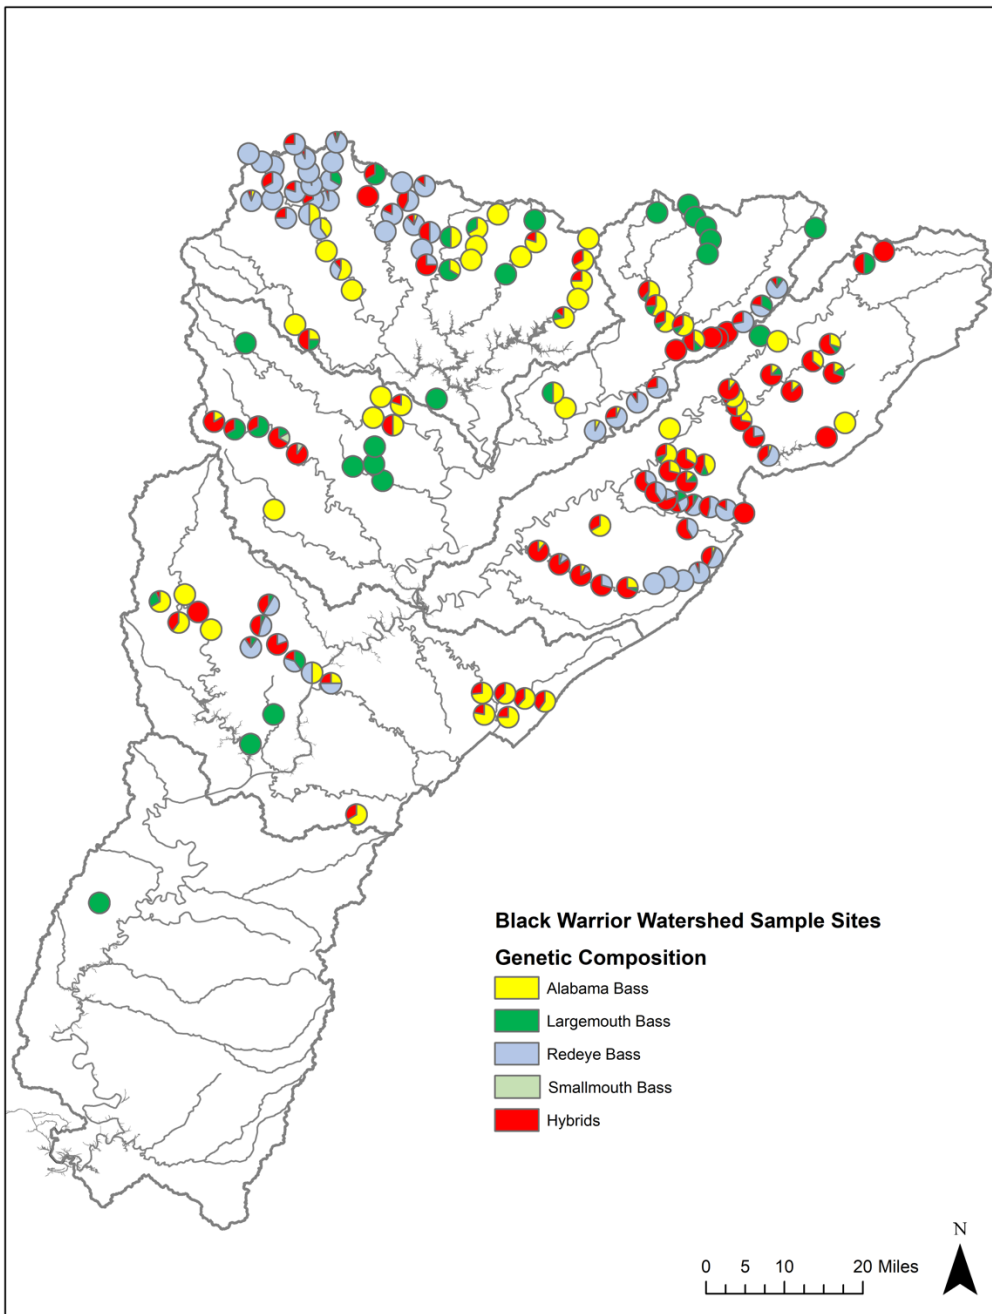 Black Warrior Watershed Sample Sites
Genetic Composition
Alabama Bass
Largemouth Bass
Redeye Bass
Smallmouth Bass
Hybrids
N
0 5 10 20 Miles